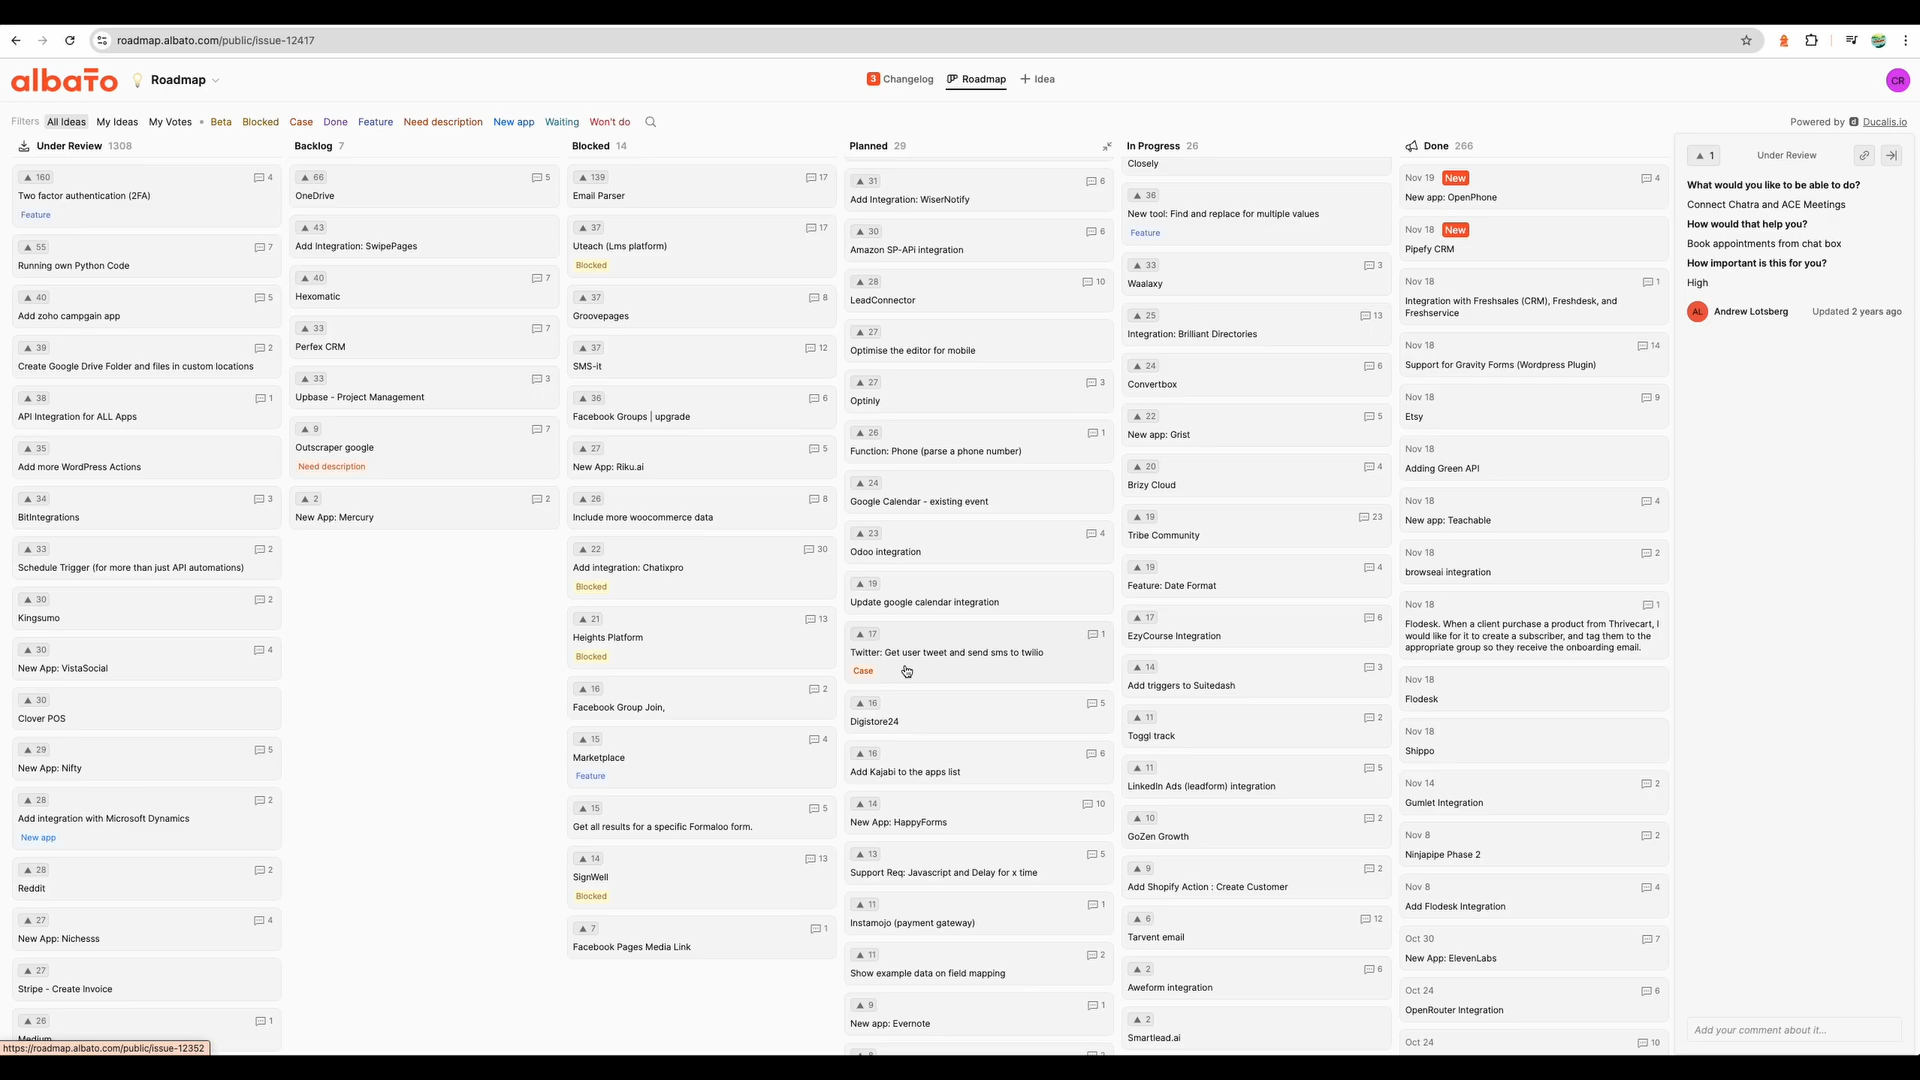 roadmap.albato.com/public/issue-12417
albato
Roadmap
3 Changelog
Roadmap
Idea
CR
Filters All Ideas My Ideas My Votes Beta Blocked Case Done Feature Need description New app Waiting Won't do
Powered by Ducalis.io
Under Review 1308
160 4
Two factor authentication (2FA)
Feature
55 7
Running own Python Code
40 5
Add zoho campgain app
39 2
Create Google Drive Folder and files in custom locations
38 1
API Integration for ALL Apps
35
Add more WordPress Actions
34 3
BitIntegrations
33 2
Schedule Trigger (for more than just API automations)
30 2
Kingsumo
30 4
New App: VistaSocial
30
Clover POS
29 5
New App: Nifty
28 2
Add integration with Microsoft Dynamics
New app
28 2
Reddit
27 4
New App: Nichesss
27
Stripe - Create Invoice
26 1
Medium
https://roadmap.albato.com/public/issue-12352
Backlog 7
66 5
OneDrive
43
Add Integration: SwipePages
40 7
Hexomatic
33 7
Perfex CRM
33 3
Upbase - Project Management
9 7
Outscraper google
Need description
2 2
New App: Mercury
Blocked 14
139 17
Email Parser
37 17
Uteach (Lms platform)
Blocked
37 8
Groovepages
37 12
SMS-it
36 6
Facebook Groups | upgrade
27 5
New App: Riku.ai
26 8
Include more woocommerce data
22 30
Add integration: Chatixpro
Blocked
21 13
Heights Platform
Blocked
16 2
Facebook Group Join,
15 4
Marketplace
Feature
15 5
Get all results for a specific Formaloo form.
14 13
SignWell
Blocked
7 1
Facebook Pages Media Link
Planned 29
31 6
Add Integration: WiserNotify
30 6
Amazon SP-APi integration
28 10
LeadConnector
27
Optimise the editor for mobile
27 3
Optinly
26 1
Function: Phone (parse a phone number)
24
Google Calendar - existing event
23 4
Odoo integration
19
Update google calendar integration
17 1
Twitter: Get user tweet and send sms to twilio
Case
16 5
Digistore24
16 6
Add Kajabi to the apps list
14 10
New App: HappyForms
13 5
Support Req: Javascript and Delay for x time
11 1
Instamojo (payment gateway)
11 2
Show example data on field mapping
9 1
New app: Evernote
In Progress 26
Closely
36
New tool: Find and replace for multiple values
Feature
33 3
Waalaxy
25 13
Integration: Brilliant Directories
24 6
Convertbox
22 5
New app: Grist
20 4
Brizy Cloud
19 23
Tribe Community
19 4
Feature: Date Format
17 6
EzyCourse Integration
14 3
Add triggers to Suitedash
11 2
Toggl track
11 5
LinkedIn Ads (leadform) integration
10 2
GoZen Growth
9 2
Add Shopify Action : Create Customer
6 12
Tarvent email
2 6
Aweform integration
2
Smartlead.ai
Done 266
Nov 19 New 4
New app: OpenPhone
Nov 18 New
Pipefy CRM
Nov 18 1
Integration with Freshsales (CRM), Freshdesk, and
Freshservice
Nov 18 14
Support for Gravity Forms (Wordpress Plugin)
Nov 18 9
Etsy
Nov 18
Adding Green API
Nov 18 4
New app: Teachable
Nov 18 2
browseai integration
Nov 18 1
Flodesk. When a client purchase a product from Thrivecart, I
would like for it to create a subscriber, and tag them to the
appropriate group so they receive the onboarding email.
Nov 18
Flodesk
Nov 18
Shippo
Nov 14 2
Gumlet Integration
Nov 8 2
Ninjapipe Phase 2
Nov 8 4
Add Flodesk Integration
Oct 30 7
New App: ElevenLabs
Oct 24 6
OpenRouter Integration
Oct 24 10
1 Under Review
What would you like to be able to do?
Connect Chatra and ACE Meetings
How would that help you?
Book appointments from chat box
How important is this for you?
High
AL Andrew Lotsberg Updated 2 years ago
Add your comment about it...